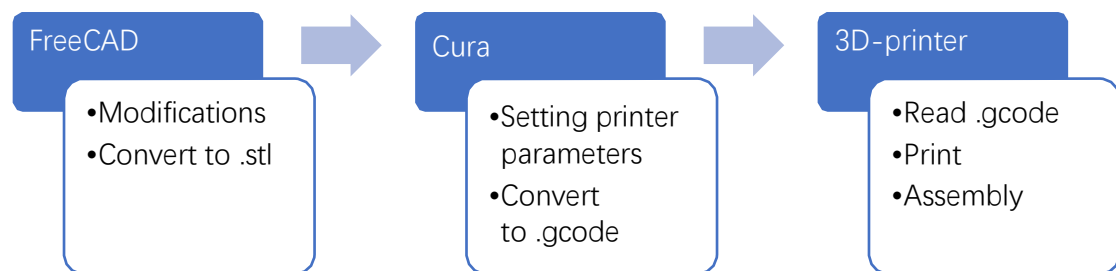 FreeCAD
•Modifications
•Convert to .stl
Cura
•Setting printer
parameters
•Convert
to .gcode
3D-printer
•Read .gcode
•Print
•Assembly